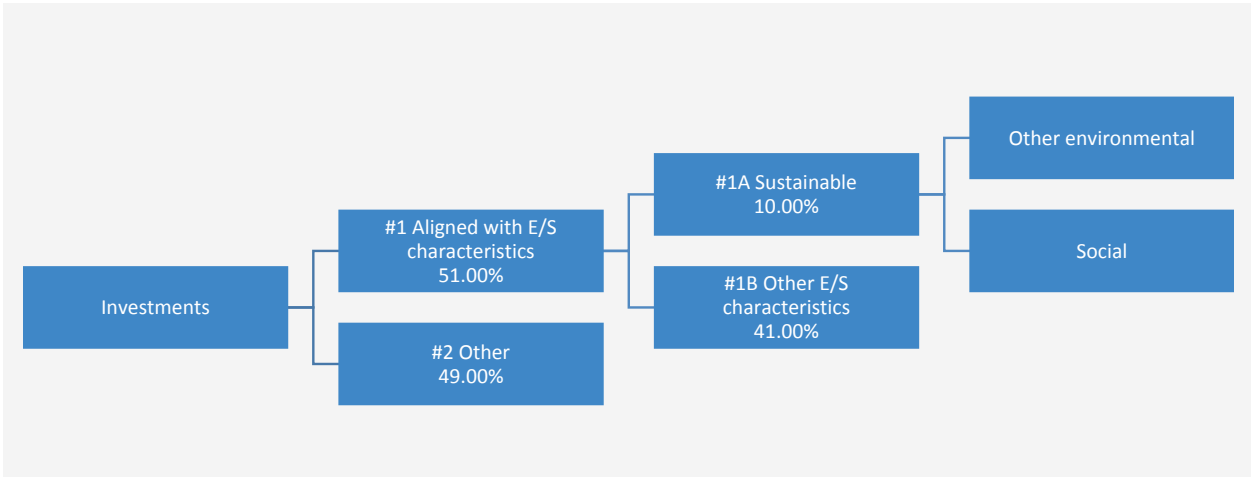 Investments
#1 Aligned with E/S
characteristics
51.00%
#2 Other
49.00%
#1A Sustainable
10.00%
#1B Other E/S
characteristics
41.00%
Other environmental
Social